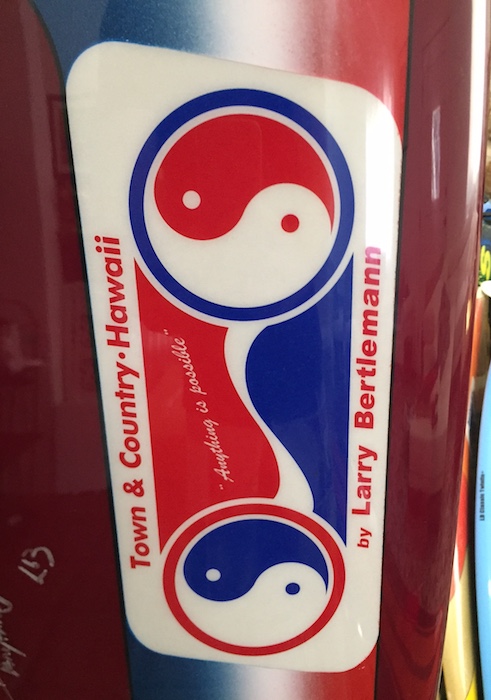 Town & Country · Hawaii
"Anything is possible"
by Larry Bertlemann